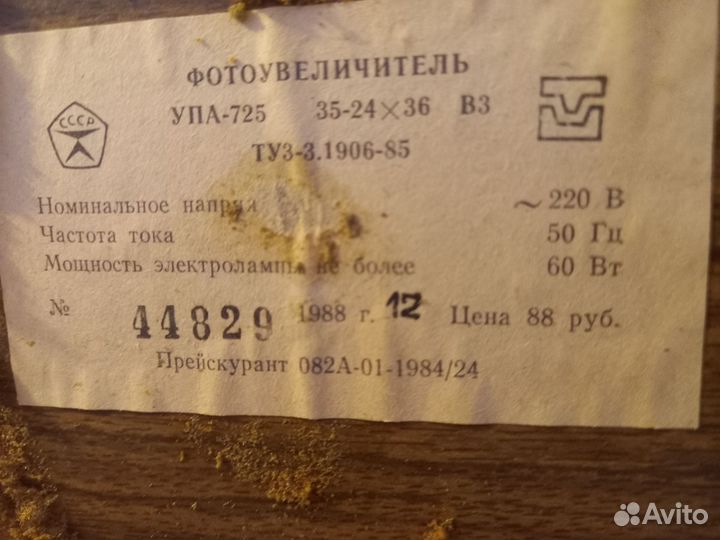 ФОТОУВЕЛИЧИТЕЛЬ
СССР
УПА-725 35-24×36 В3
ТУ3-3.1906-85
Номинальное ~ 220 В
Частота тока 50 Гц
Мощность электролампы не более 60 Вт
№ 44829 1988 г. 12 Цена 88 руб.
Прейскурант 082А-01-1984/24
Avito